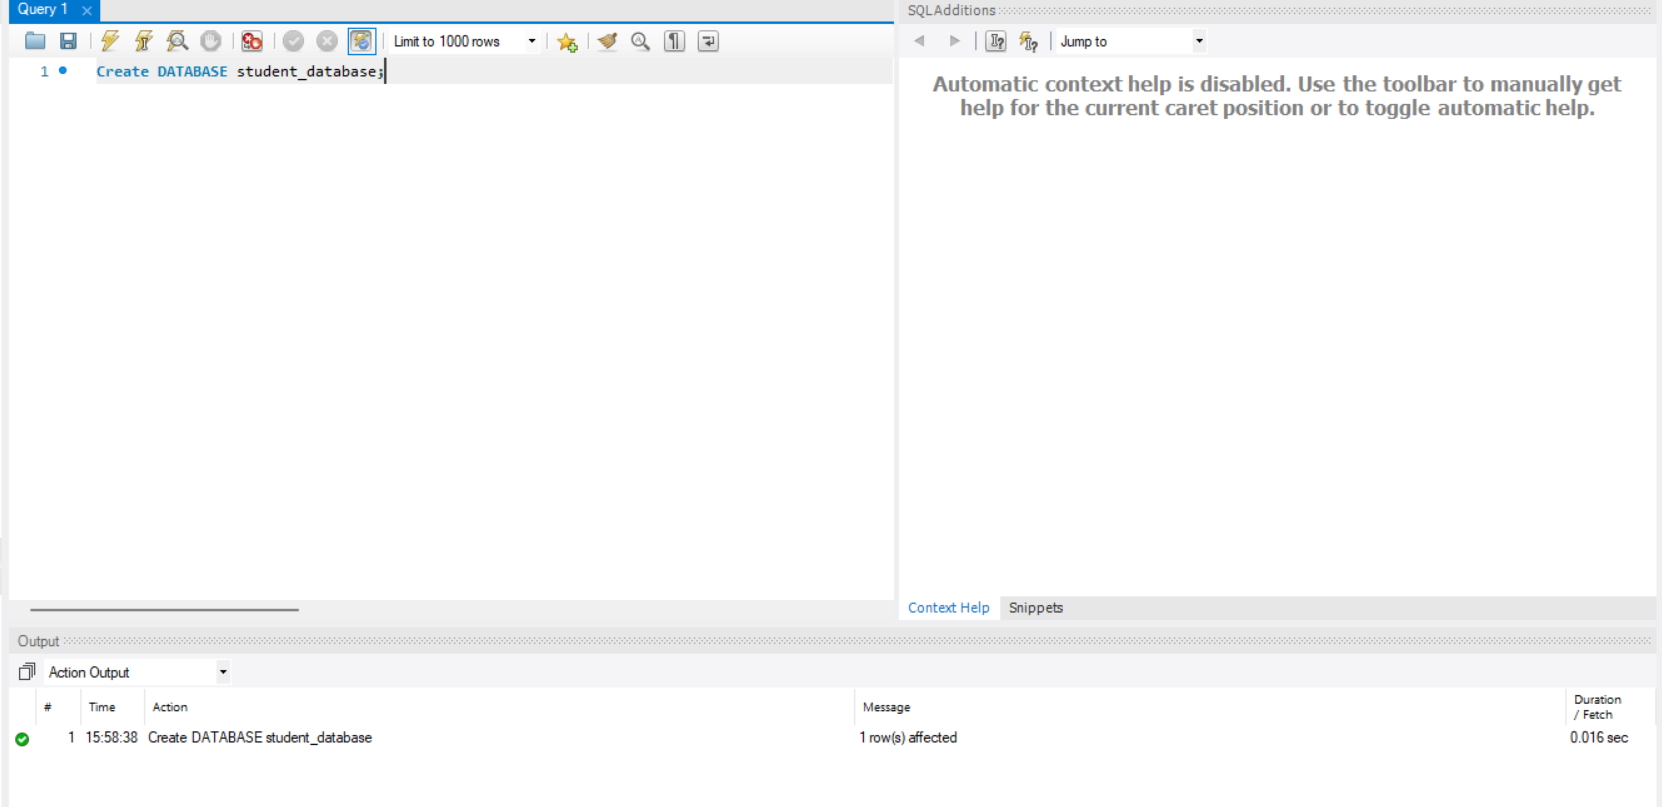 Query 1
Limit to 1000 rows
1 Create DATABASE student_database;
SQLAdditions
Jump to
Automatic context help is disabled. Use the toolbar to manually get
help for the current caret position or to toggle automatic help.
Context Help Snippets
Output
Action Output
# Time Action Message Duration / Fetch
1 15:58:38 Create DATABASE student_database 1 row(s) affected 0.016 sec